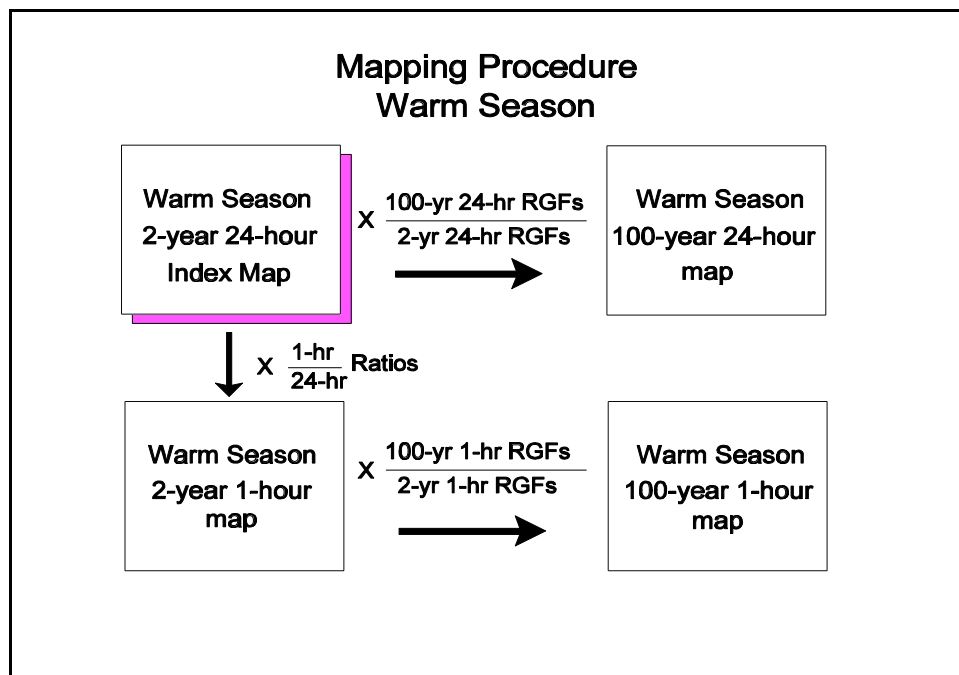 Mapping Procedure
Warm Season
Warm Season
2-year 24-hour
Index Map
X 100-yr 24-hr RGFs
2-yr 24-hr RGFs
Warm Season
100-year 24-hour
map
X 1-hr
24-hr
Ratios
Warm Season
2-year 1-hour
map
X 100-yr 1-hr RGFs
2-yr 1-hr RGFs
Warm Season
100-year 1-hour
map